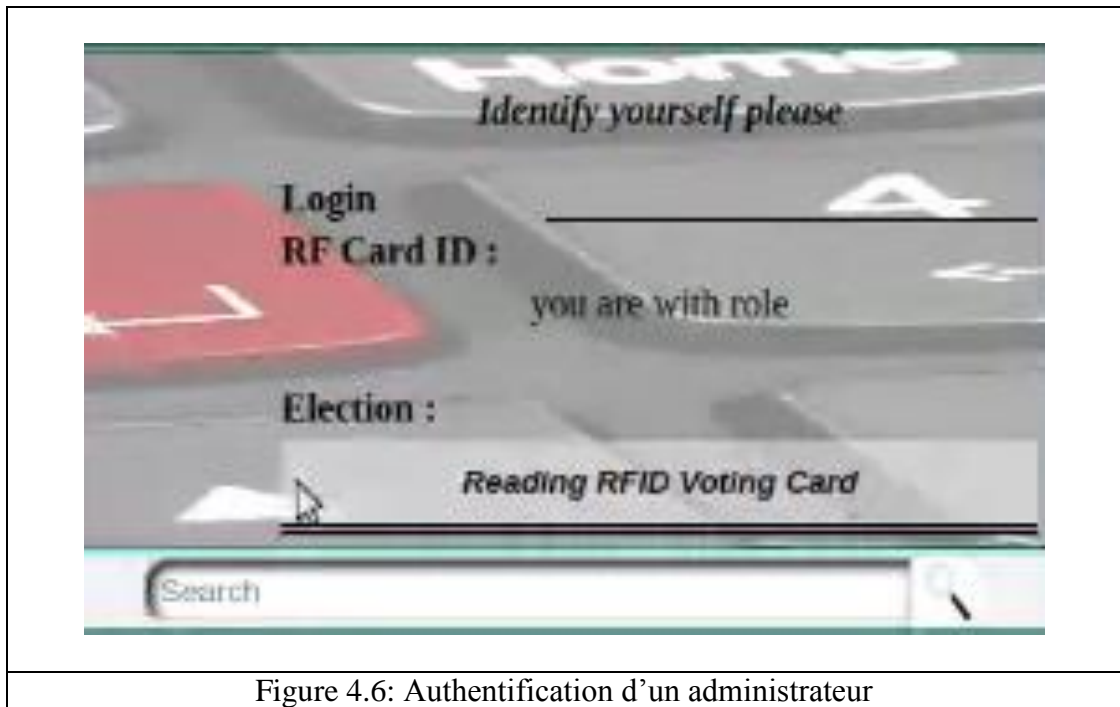 Home
Identify yourself please
A
Login
RF Card ID :
you are with role
Election :
Reading RFID Voting Card
Search
Figure 4.6: Authentification d’un administrateur